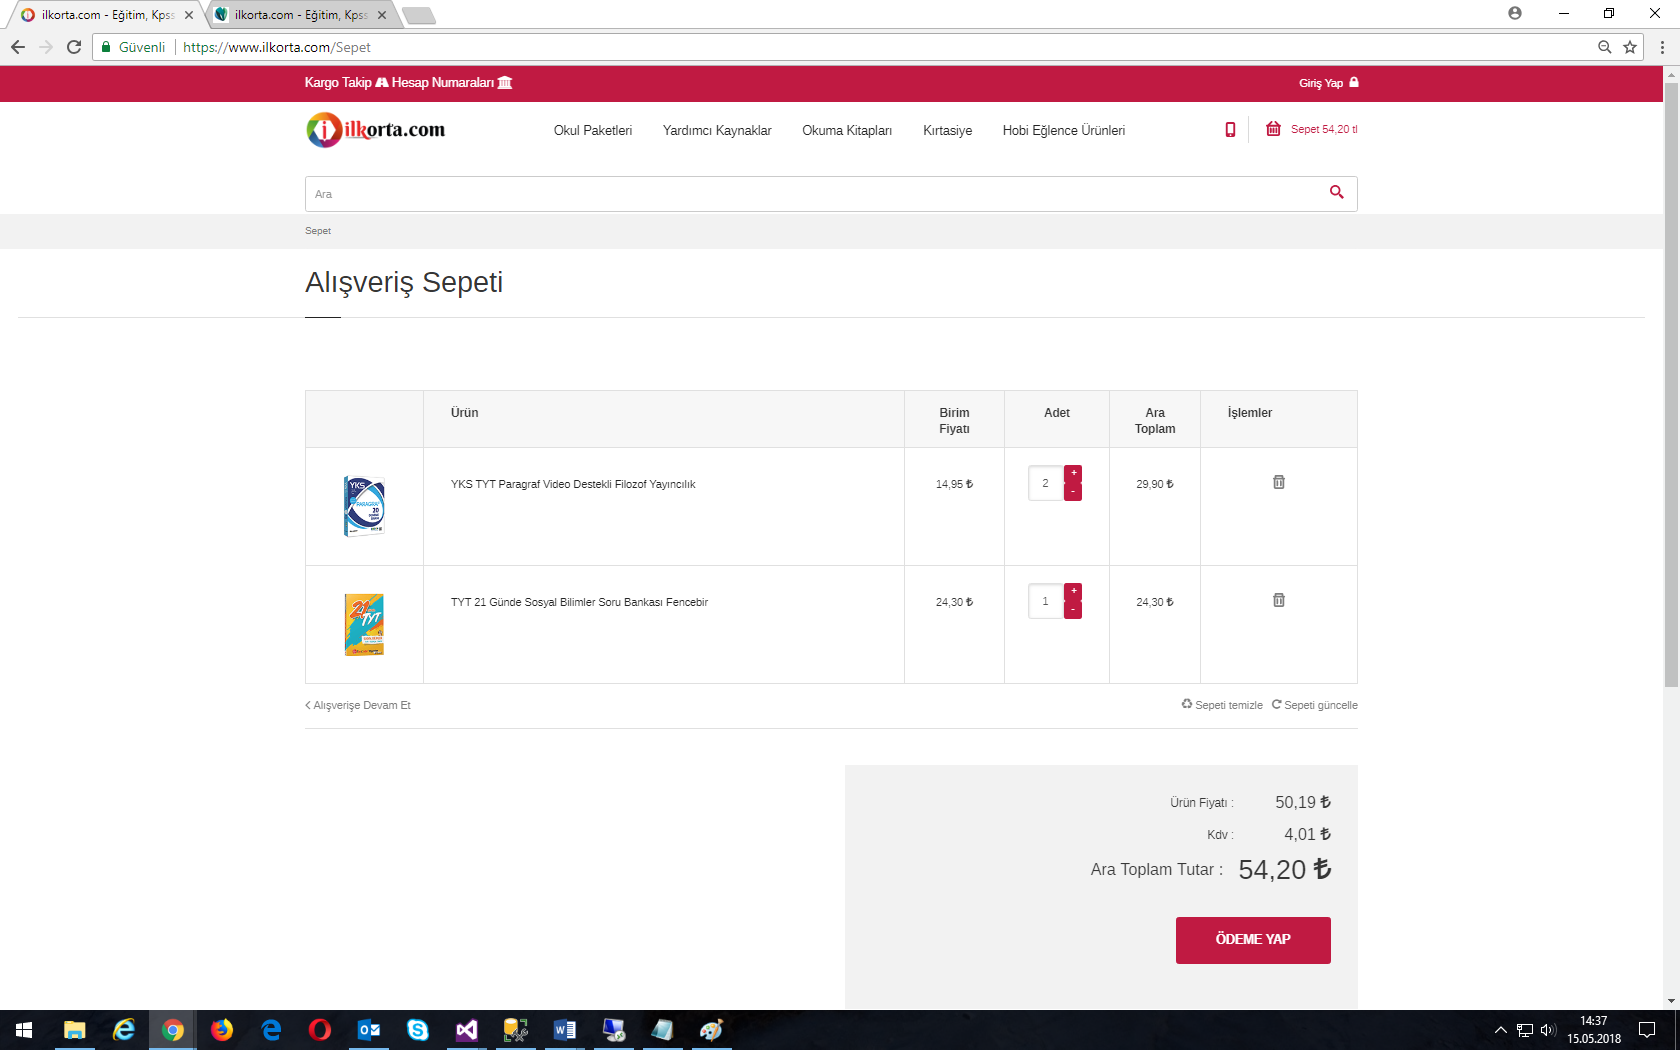 ilkorta.com - Eğitim, Kpss
ilkorta.com - Eğitim, Kpss
Güvenli
https://www.ilkorta.com/Sepet
Kargo Takip Hesap Numaraları
Giriş Yap
ilkorta.com
Okul Paketleri
Yardımcı Kaynaklar
Okuma Kitapları
Kırtasiye
Hobi Eğlence Ürünleri
Sepet 54,20 tl
Ara
Sepet
Alışveriş Sepeti
Ürün
Birim Fiyatı
Adet
Ara Toplam
İşlemler
YKS
PARAGRAF
20
YKS TYT Paragraf Video Destekli Filozof Yayıncılık
14,95 ₺
2
+
-
29,90 ₺
21
TYT
TYT 21 Günde Sosyal Bilimler Soru Bankası Fencebir
24,30 ₺
1
+
-
24,30 ₺
Alışverişe Devam Et
Sepeti temizle
Sepeti güncelle
Ürün Fiyatı : 50,19 ₺
Kdv : 4,01 ₺
Ara Toplam Tutar : 54,20 ₺
ÖDEME YAP
14:37
15.05.2018